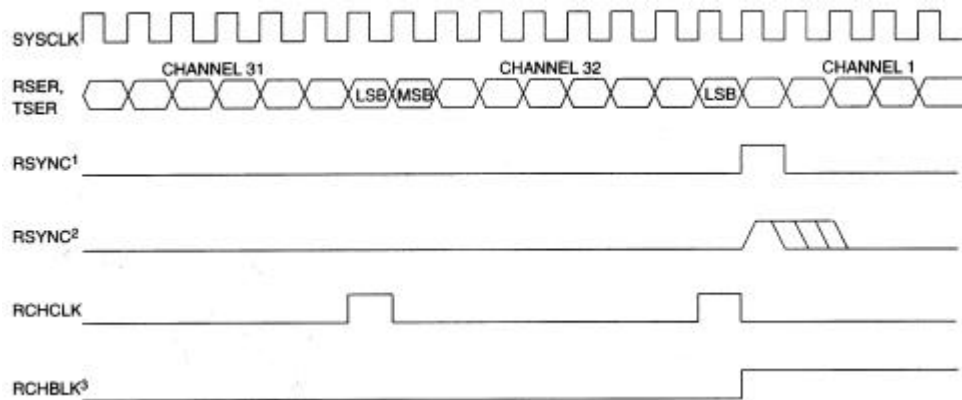 SYSCLK
CHANNEL 31 CHANNEL 32 CHANNEL 1
RSER,
TSER
LSB MSB LSB
RSYNC¹
RSYNC²
RCHCLK
RCHBLK³